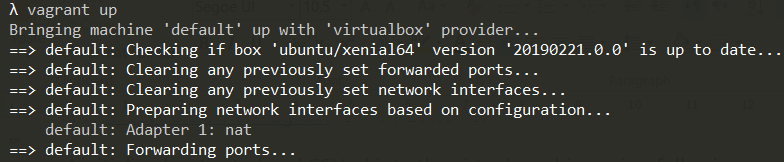 λ vagrant up
Bringing machine 'default' up with 'virtualbox' provider...
==> default: Checking if box 'ubuntu/xenial64' version '20190221.0.0' is up to date...
==> default: Clearing any previously set forwarded ports...
==> default: Clearing any previously set network interfaces...
==> default: Preparing network interfaces based on configuration...
    default: Adapter 1: nat
==> default: Forwarding ports...